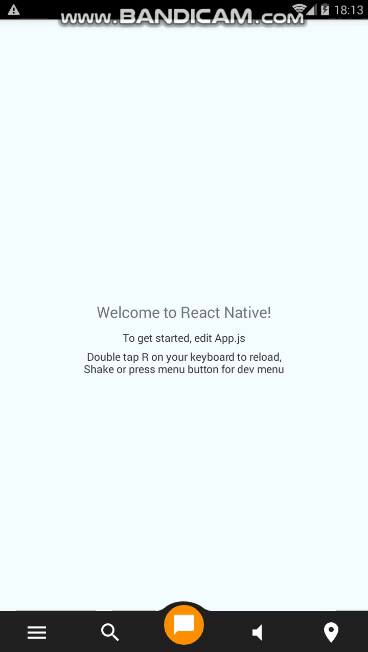 www.BANDICAM.com
18:13
Welcome to React Native!
To get started, edit App.js
Double tap R on your keyboard to reload,
Shake or press menu button for dev menu